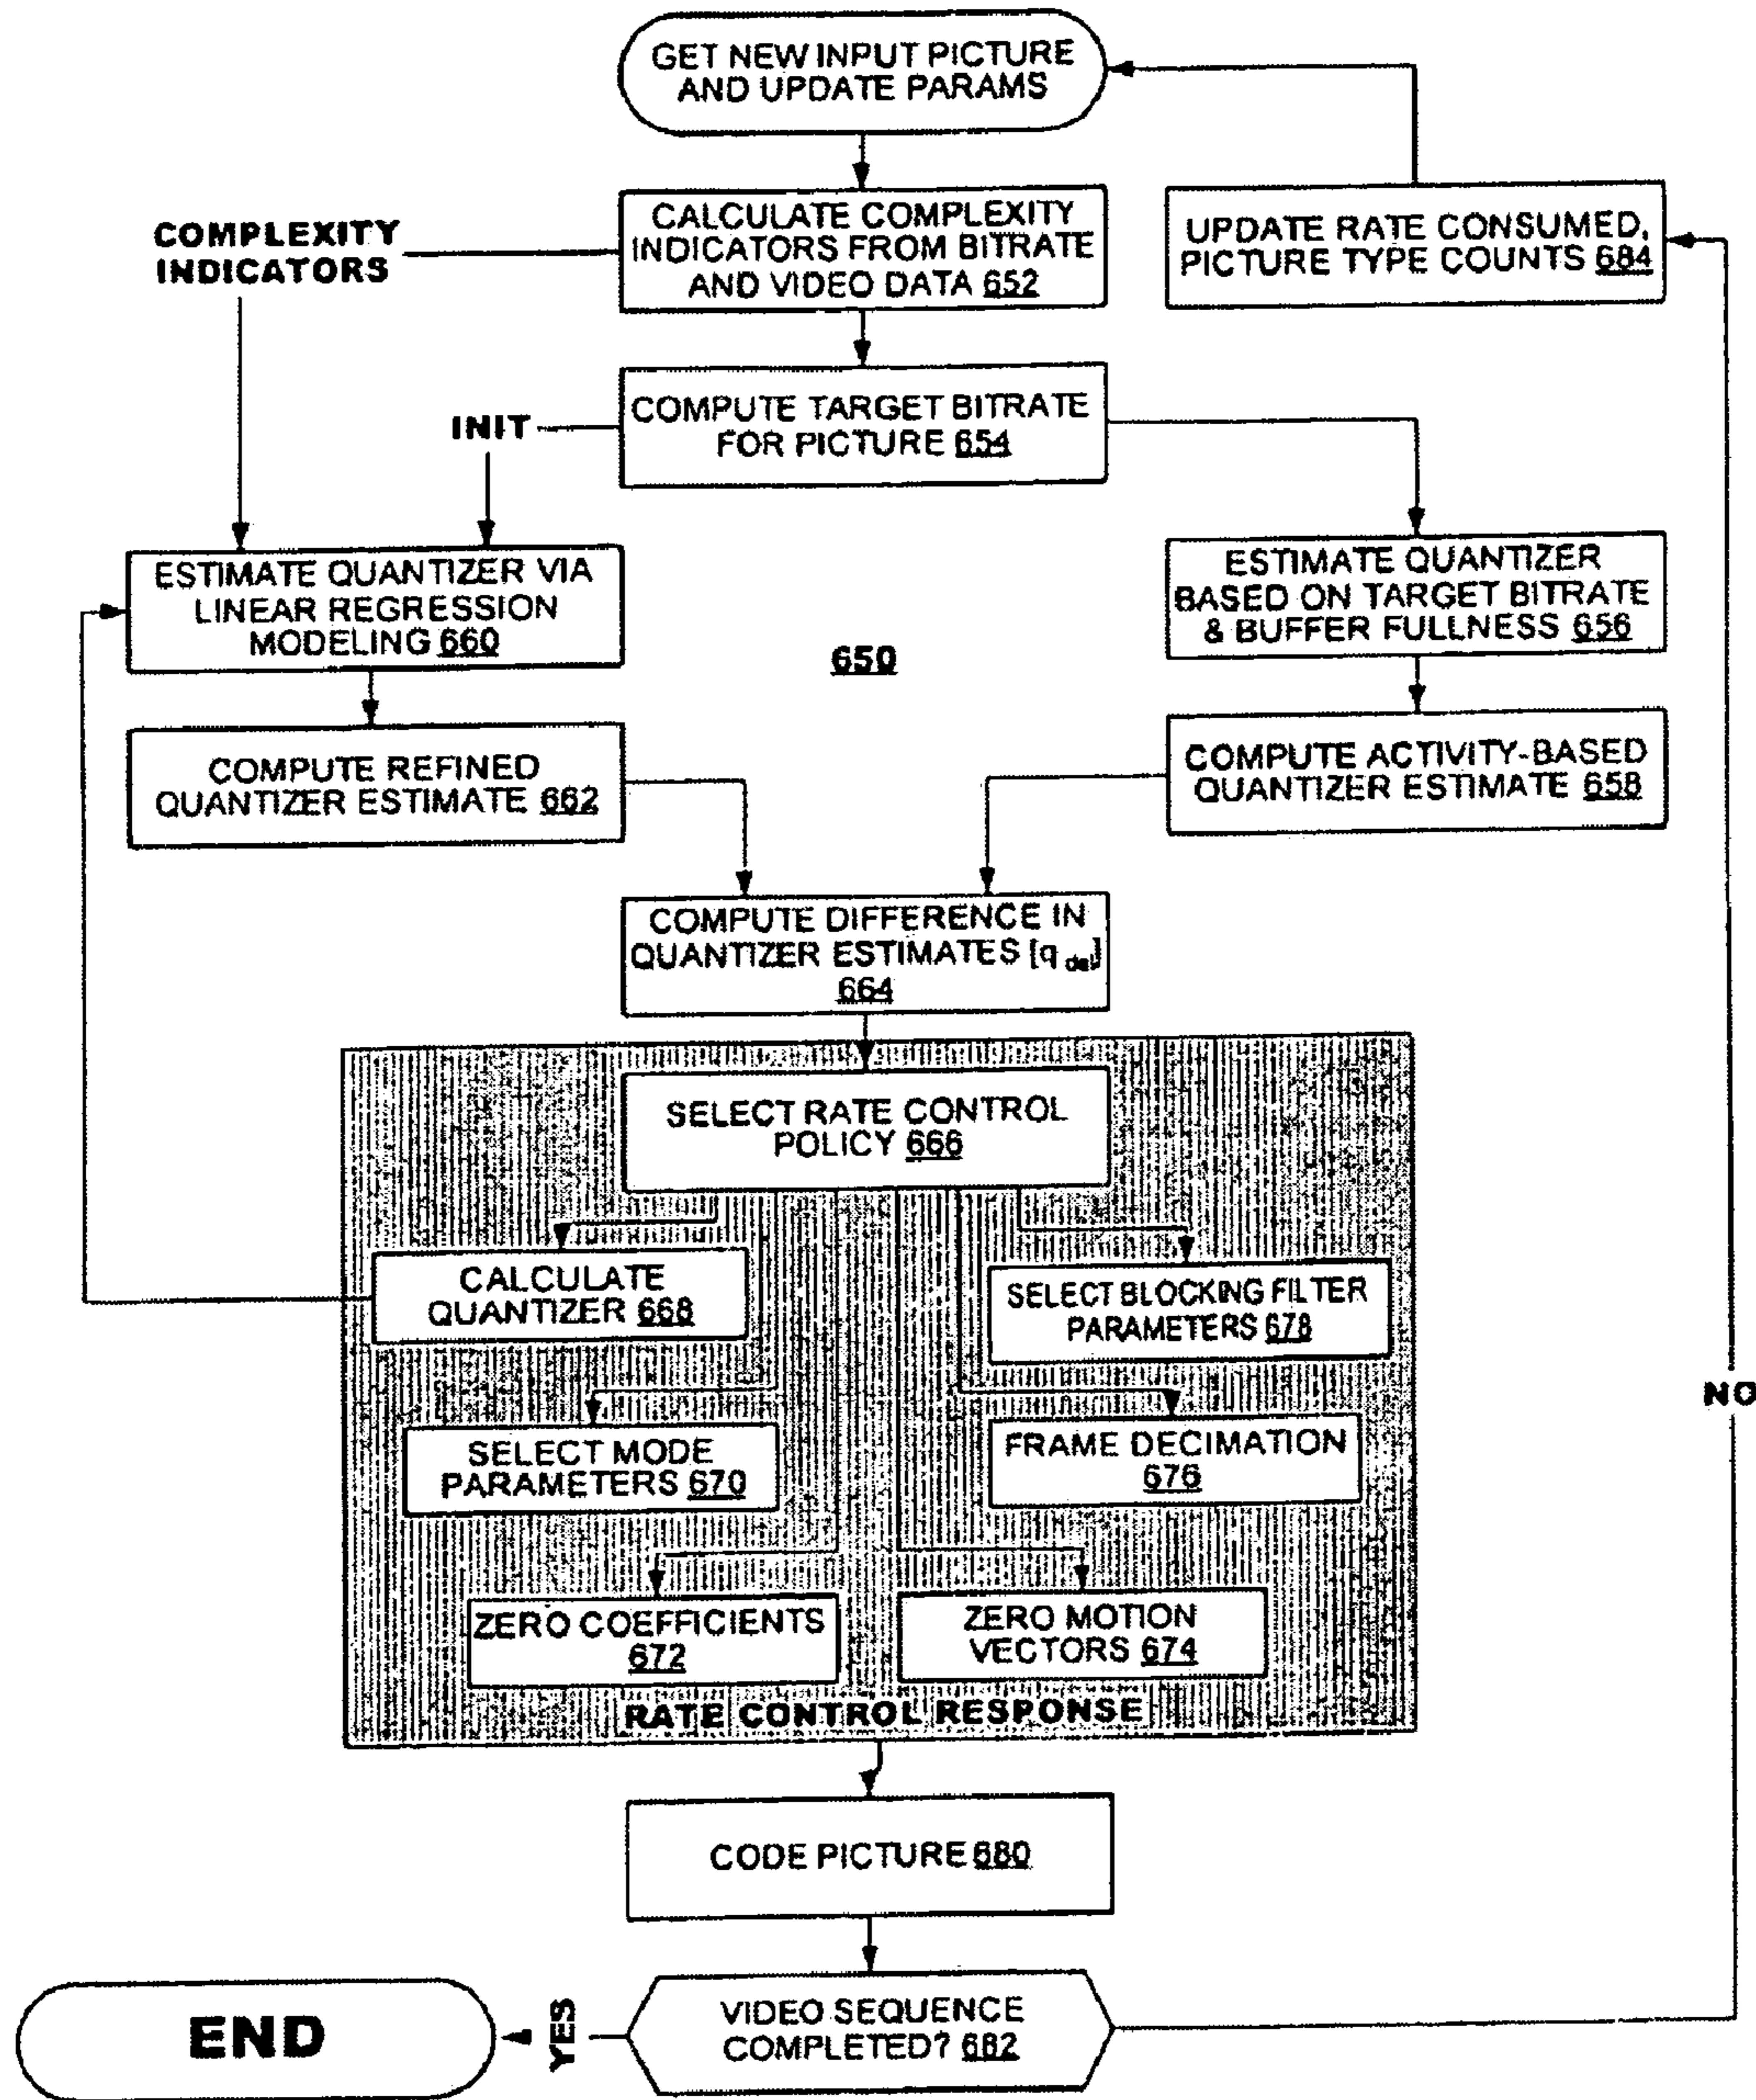 GET NEW INPUT PICTURE
AND UPDATE PARAMS
CALCULATE COMPLEXITY
INDICATORS FROM BITRATE
AND VIDEO DATA 652
COMPLEXITY
INDICATORS
UPDATE RATE CONSUMED,
PICTURE TYPE COUNTS 684
COMPUTE TARGET BITRATE
FOR PICTURE 654
INIT
ESTIMATE QUANTIZER VIA
LINEAR REGRESSION
MODELING 660
650
ESTIMATE QUANTIZER
BASED ON TARGET BITRATE
& BUFFER FULLNESS 656
COMPUTE REFINED
QUANTIZER ESTIMATE 662
COMPUTE ACTIVITY-BASED
QUANTIZER ESTIMATE 658
COMPUTE DIFFERENCE IN
QUANTIZER ESTIMATES [q del]
664
SELECT RATE CONTROL
POLICY 666
CALCULATE
QUANTIZER 668
SELECT BLOCKING FILTER
PARAMETERS 678
SELECT MODE
PARAMETERS 670
FRAME DECIMATION
676
NO
ZERO COEFFICIENTS
672
ZERO MOTION
VECTORS 674
RATE CONTROL RESPONSE
CODE PICTURE 680
VIDEO SEQUENCE
COMPLETED? 682
YES
END